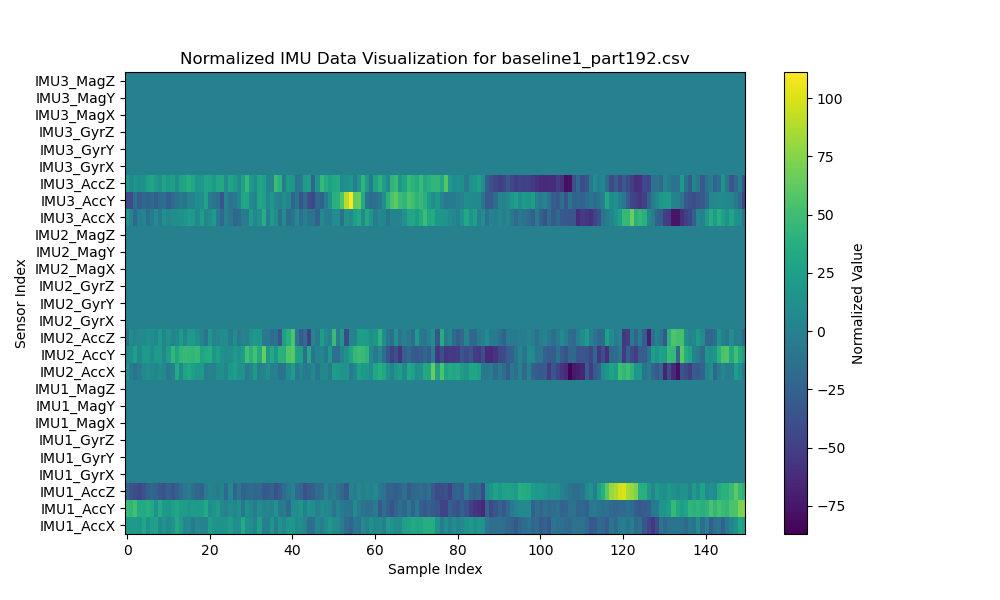 Normalized IMU Data Visualization for baseline1_part192.csv
IMU3_MagZ
IMU3_MagY
IMU3_MagX
IMU3_GyrZ
IMU3_GyrY
IMU3_GyrX
IMU3_AccZ
IMU3_AccY
IMU3_AccX
IMU2_MagZ
IMU2_MagY
IMU2_MagX
IMU2_GyrZ
IMU2_GyrY
IMU2_GyrX
IMU2_AccZ
IMU2_AccY
IMU2_AccX
IMU1_MagZ
IMU1_MagY
IMU1_MagX
IMU1_GyrZ
IMU1_GyrY
IMU1_GyrX
IMU1_AccZ
IMU1_AccY
IMU1_AccX
Sensor Index
0 20 40 60 80 100 120 140
Sample Index
100
75
50
25
0
−25
−50
−75
Normalized Value